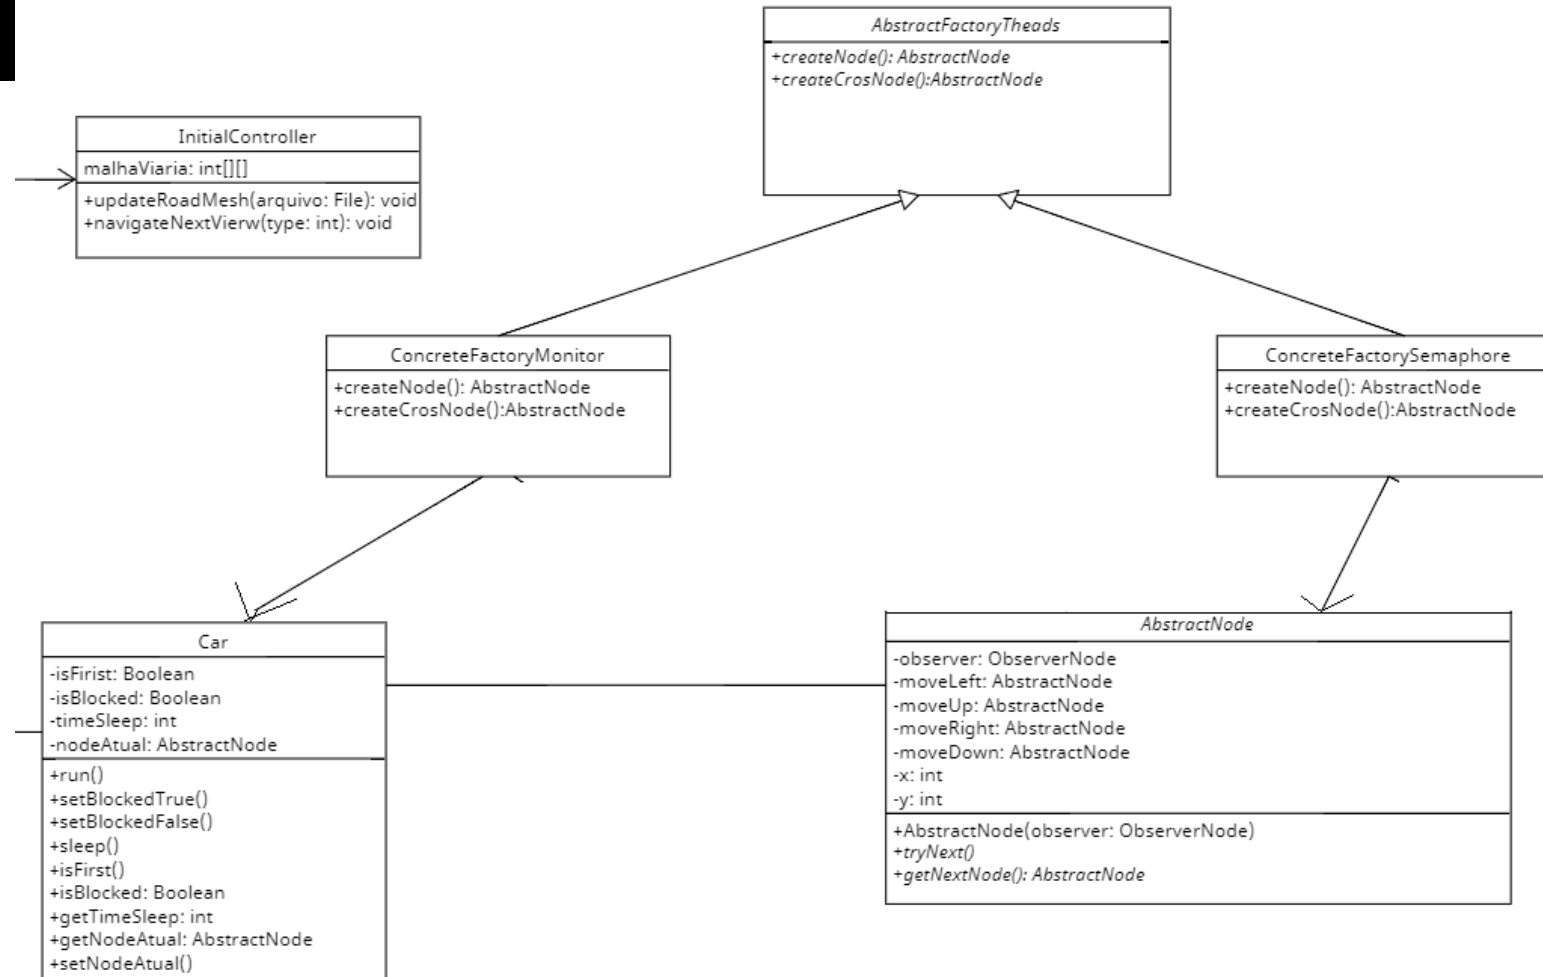 AbstractFactoryTheads
+createNode(): AbstractNode
+createCrosNode():AbstractNode
InitialController
malhaViaria: int[][]
+updateRoadMesh(arquivo: File): void
+navigateNextVierw(type: int): void
ConcreteFactoryMonitor
+createNode(): AbstractNode
+createCrosNode():AbstractNode
ConcreteFactorySemaphore
+createNode(): AbstractNode
+createCrosNode():AbstractNode
Car
-isFirist: Boolean
-isBlocked: Boolean
-timeSleep: int
-nodeAtual: AbstractNode
+run()
+setBlockedTrue()
+setBlockedFalse()
+sleep()
+isFirst()
+isBlocked: Boolean
+getTimeSleep: int
+getNodeAtual: AbstractNode
+setNodeAtual()
AbstractNode
-observer: ObserverNode
-moveLeft: AbstractNode
-moveUp: AbstractNode
-moveRight: AbstractNode
-moveDown: AbstractNode
-x: int
-y: int
+AbstractNode(observer: ObserverNode)
+tryNext()
+getNextNode(): AbstractNode